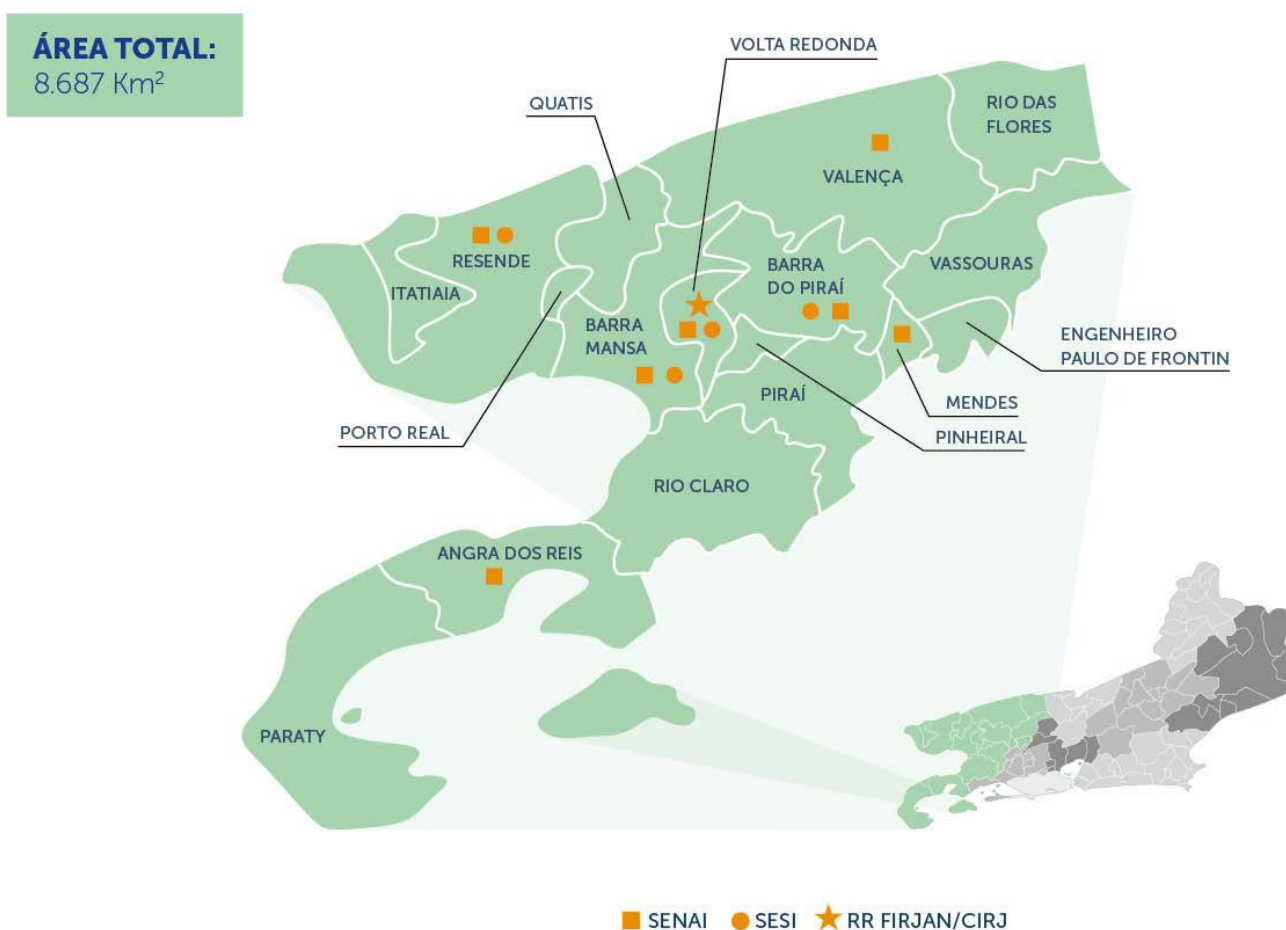 ÁREA TOTAL:
8.687 Km²
VOLTA REDONDA
QUATIS
RIO DAS
FLORES
VALENÇA
RESENDE
ITATIAIA
BARRA
DO PIRAÍ
VASSOURAS
BARRA
MANSA
ENGENHEIRO
PAULO DE FRONTIN
PIRAÍ
MENDES
PORTO REAL
PINHEIRAL
RIO CLARO
ANGRA DOS REIS
PARATY
SENAI
SESI
RR FIRJAN/CIRJ